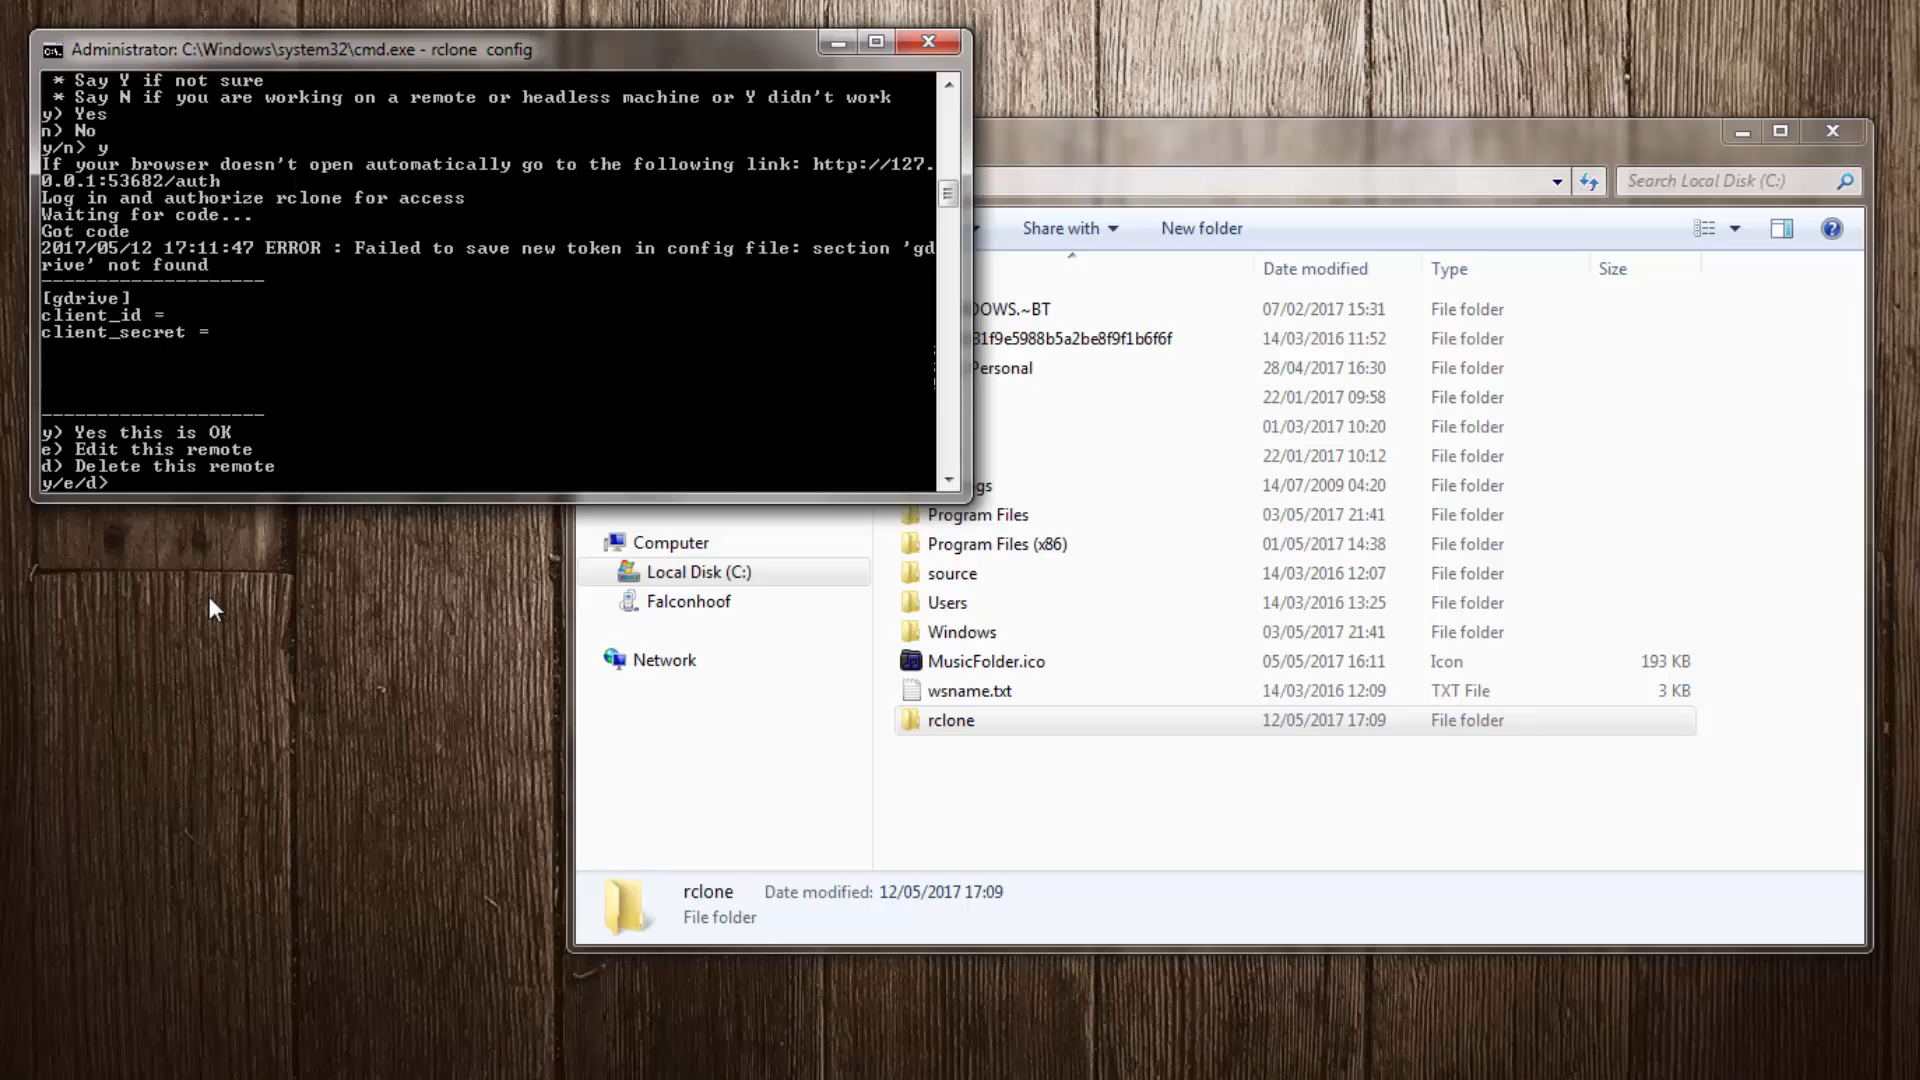 Administrator: C:\Windows\system32\cmd.exe - rclone config
* Say Y if not sure
* Say N if you are working on a remote or headless machine or Y didn't work
y) Yes
n) No
y/n> y
If your browser doesn't open automatically go to the following link: http://127.
0.0.1:53682/auth
Log in and authorize rclone for access
Waiting for code...
Got code
2017/05/12 17:11:47 ERROR : Failed to save new token in config file: section 'gd
rive' not found
--------------------
[gdrive]
client_id =
client_secret =
--------------------
y) Yes this is OK
e) Edit this remote
d) Delete this remote
y/e/d>
Search Local Disk (C:)
Share with New folder
Date modified Type Size
DOWS.~BT 07/02/2017 15:31 File folder
31f9e5988b5a2be8f9f1b6f6f 14/03/2016 11:52 File folder
Personal 28/04/2017 16:30 File folder
22/01/2017 09:58 File folder
01/03/2017 10:20 File folder
22/01/2017 10:12 File folder
gs 14/07/2009 04:20 File folder
Program Files 03/05/2017 21:41 File folder
Program Files (x86) 01/05/2017 14:38 File folder
source 14/03/2016 12:07 File folder
Users 14/03/2016 13:25 File folder
Windows 03/05/2017 21:41 File folder
MusicFolder.ico 05/05/2017 16:11 Icon 193 KB
wsname.txt 14/03/2016 12:09 TXT File 3 KB
rclone 12/05/2017 17:09 File folder
Computer
Local Disk (C:)
Falconhoof
Network
rclone Date modified: 12/05/2017 17:09
File folder